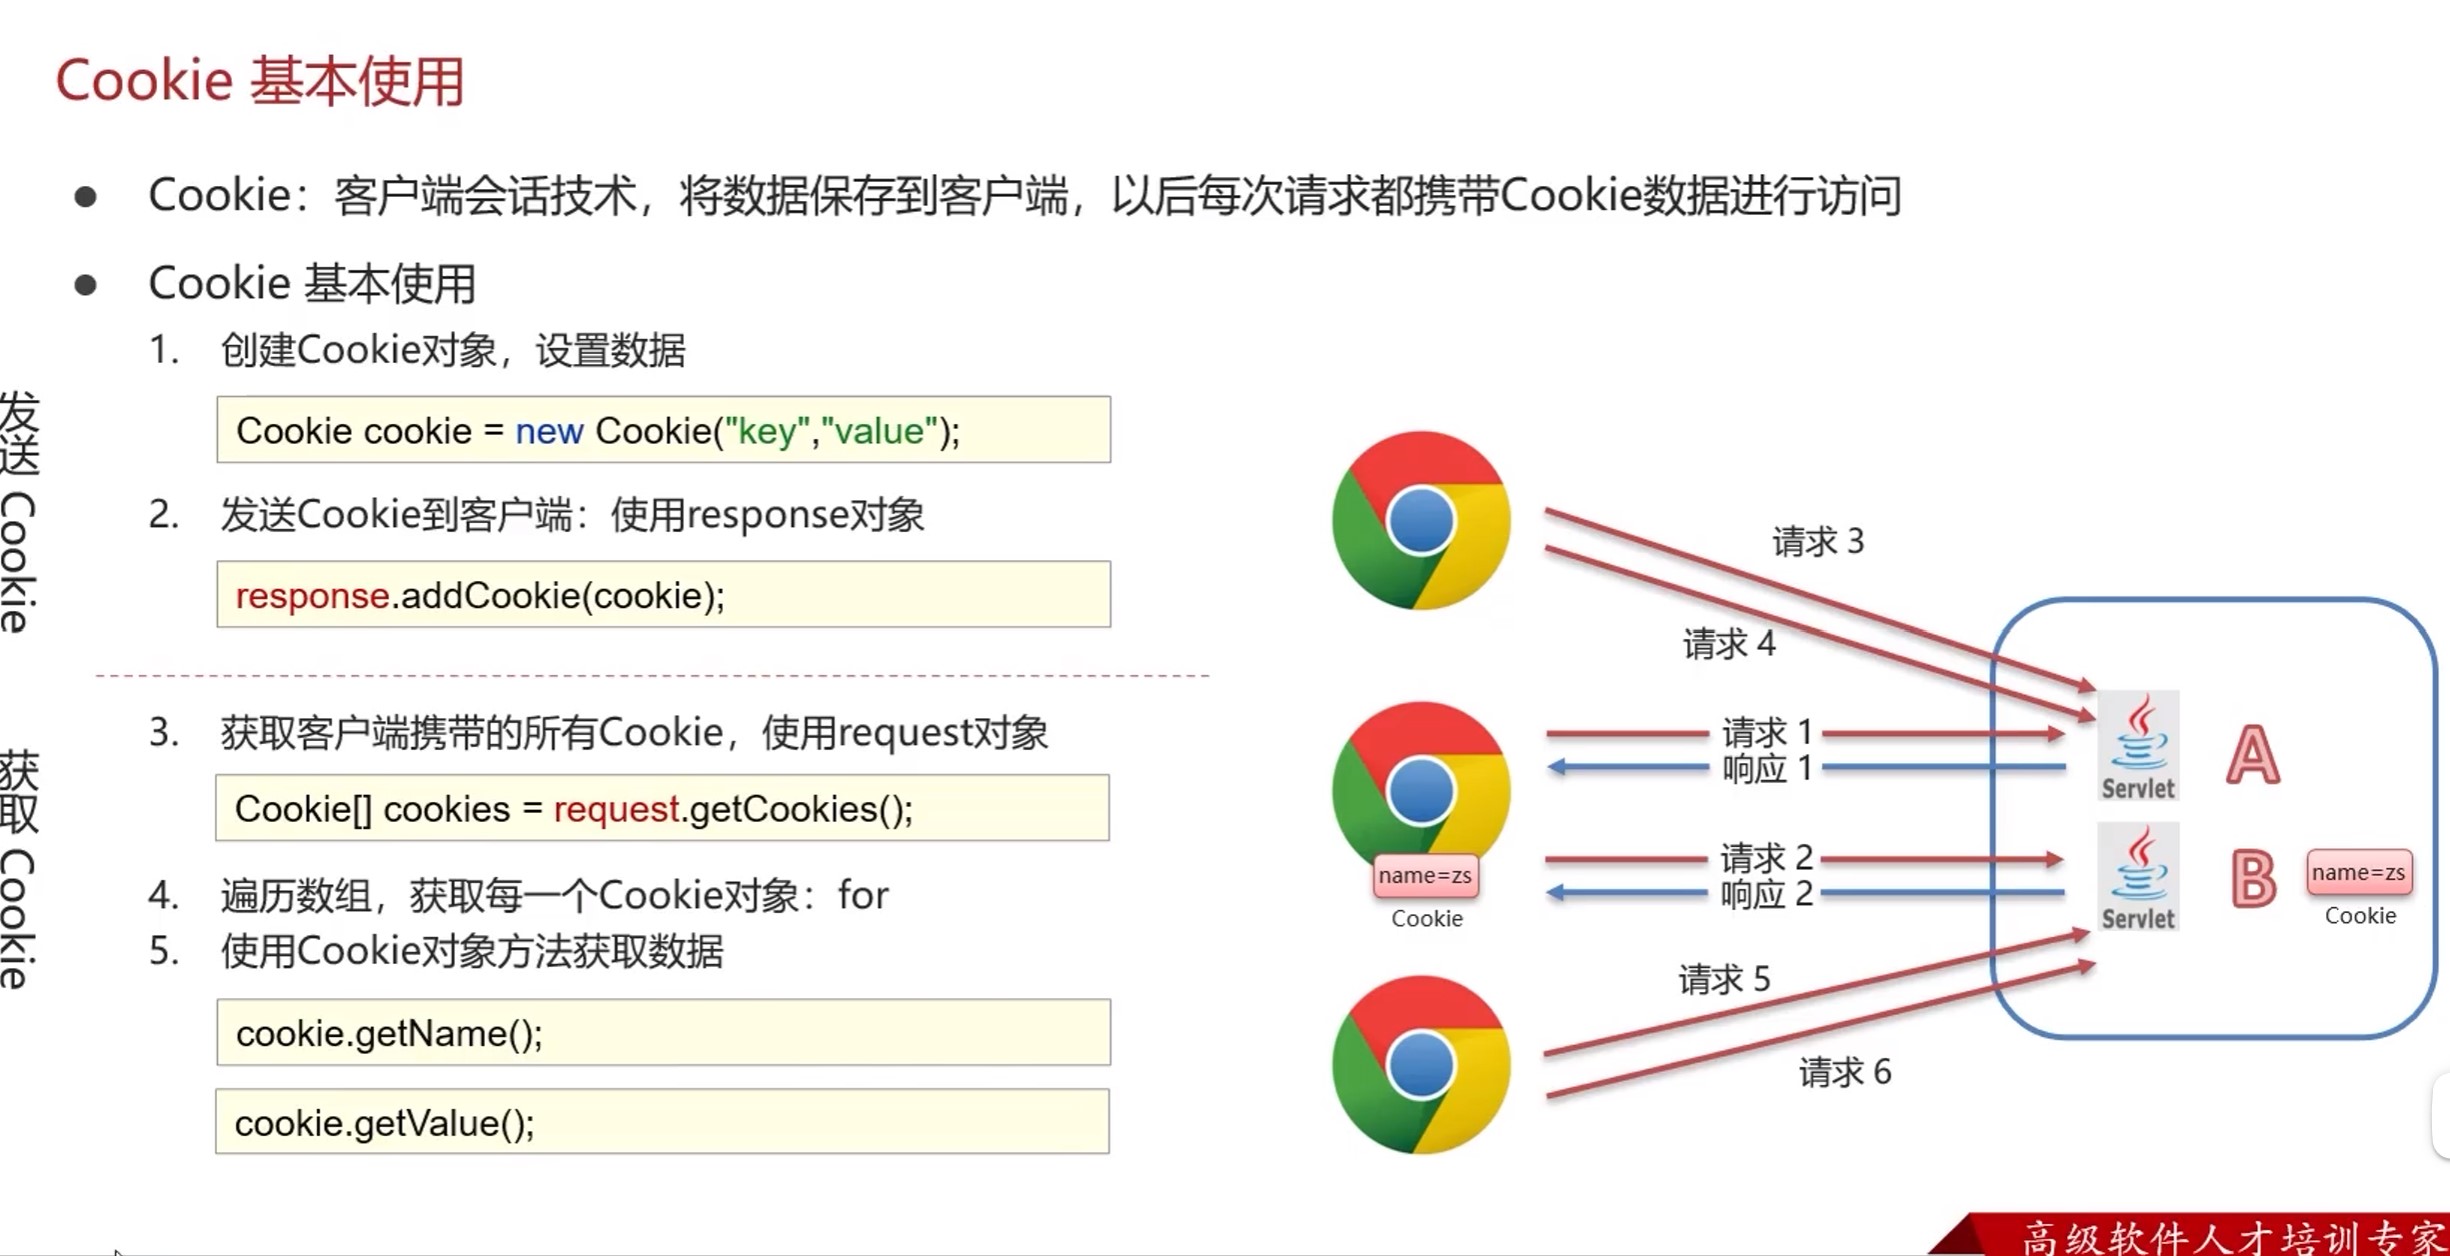 Cookie 基本使用
● Cookie：客户端会话技术，将数据保存到客户端，以后每次请求都携带Cookie数据进行访问
● Cookie 基本使用
1. 创建Cookie对象，设置数据
Cookie cookie = new Cookie("key","value");
2. 发送Cookie到客户端：使用response对象
response.addCookie(cookie);
发送 Cookie
3. 获取客户端携带的所有Cookie，使用request对象
Cookie[] cookies = request.getCookies();
4. 遍历数组，获取每一个Cookie对象：for
5. 使用Cookie对象方法获取数据
cookie.getName();
cookie.getValue();
获取 Cookie
请求 3
请求 4
请求 1
响应 1
Servlet
A
请求 2
响应 2
name=zs
Cookie
Servlet
B
name=zs
Cookie
请求 5
请求 6
高级软件人才培训专家